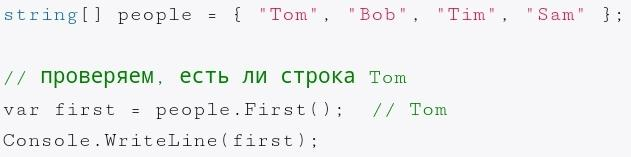 string[] people = { "Tom", "Bob", "Tim", "Sam" };
// проверяем, есть ли строка Tom
var first = people.First();  // Tom
Console.WriteLine(first);